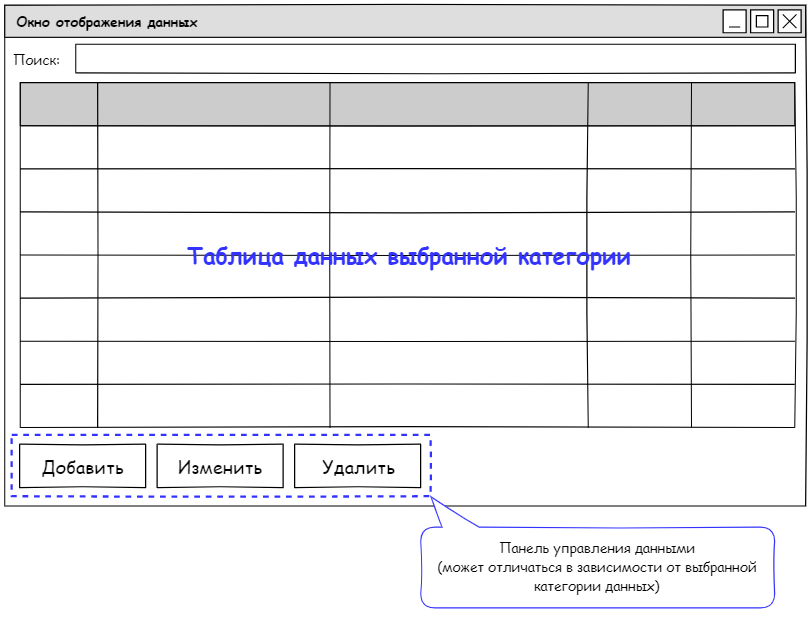 Окно отображения данных
Поиск:
Таблица данных выбранной категории
Добавить Изменить Удалить
Панель управления данными
(может отличаться в зависимости от выбранной
категории данных)